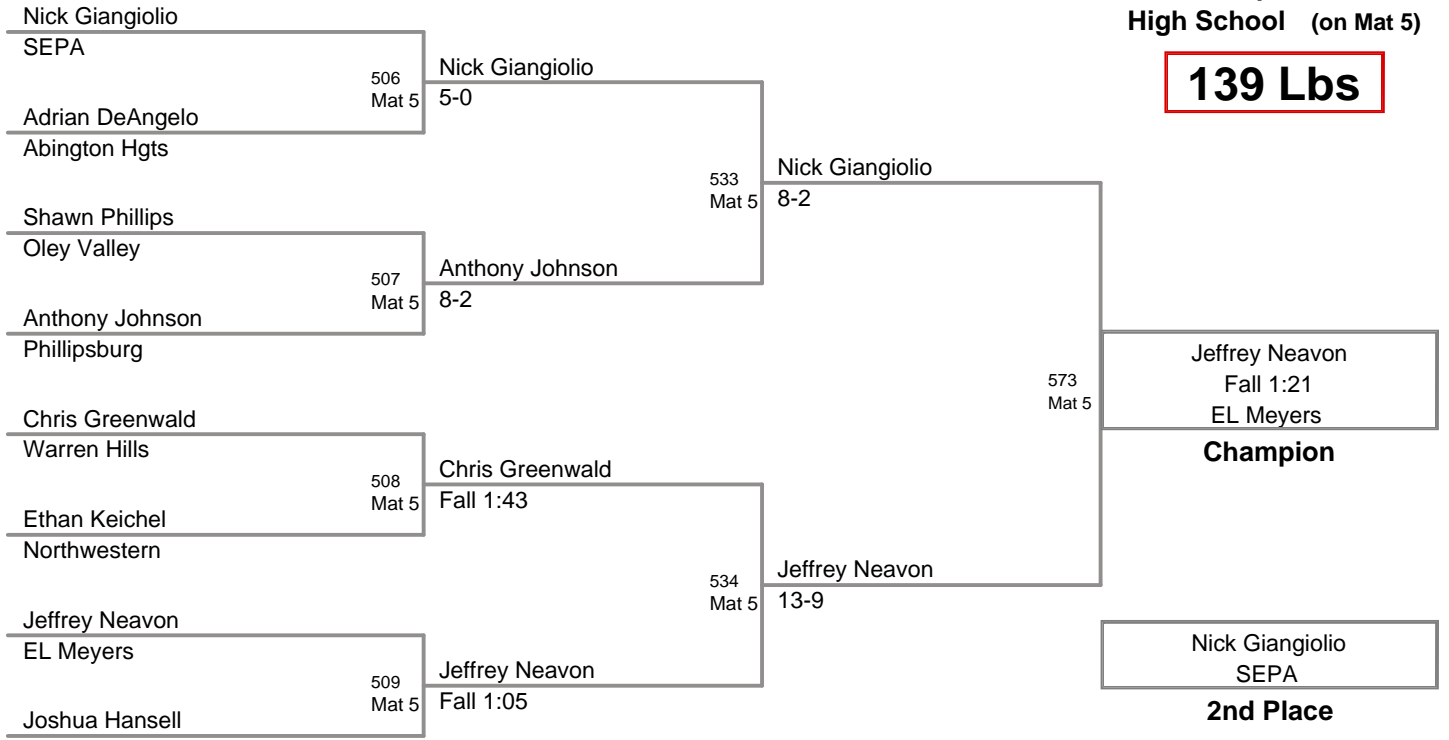 High School (on Mat 5)
139 Lbs
Nick Giangiolio
SEPA
506
Mat 5
Adrian DeAngelo
Abington Hgts
Nick Giangiolio
5-0
Shawn Phillips
Oley Valley
507
Mat 5
Anthony Johnson
Phillipsburg
Anthony Johnson
8-2
533
Mat 5
Nick Giangiolio
8-2
Chris Greenwald
Warren Hills
508
Mat 5
Ethan Keichel
Northwestern
Chris Greenwald
Fall 1:43
Jeffrey Neavon
EL Meyers
509
Mat 5
Joshua Hansell
Jeffrey Neavon
Fall 1:05
534
Mat 5
Jeffrey Neavon
13-9
573
Mat 5
Jeffrey Neavon
Fall 1:21
EL Meyers
Champion
Nick Giangiolio
SEPA
2nd Place